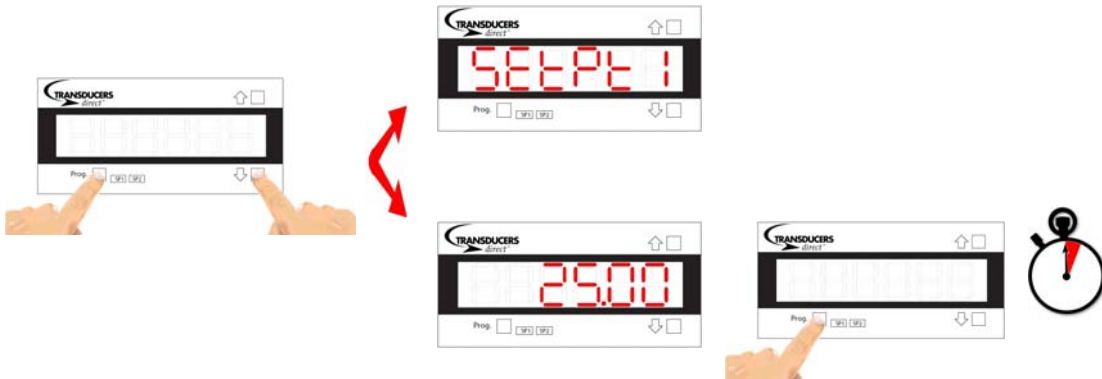 TRANSDUCERS
direct
SEtPt 1
Prog. SP1 SP2
TRANSDUCERS
direct
Prog. SP1 SP2
TRANSDUCERS
direct
25.00
Prog. SP1 SP2
TRANSDUCERS
direct
Prog. SP1 SP2